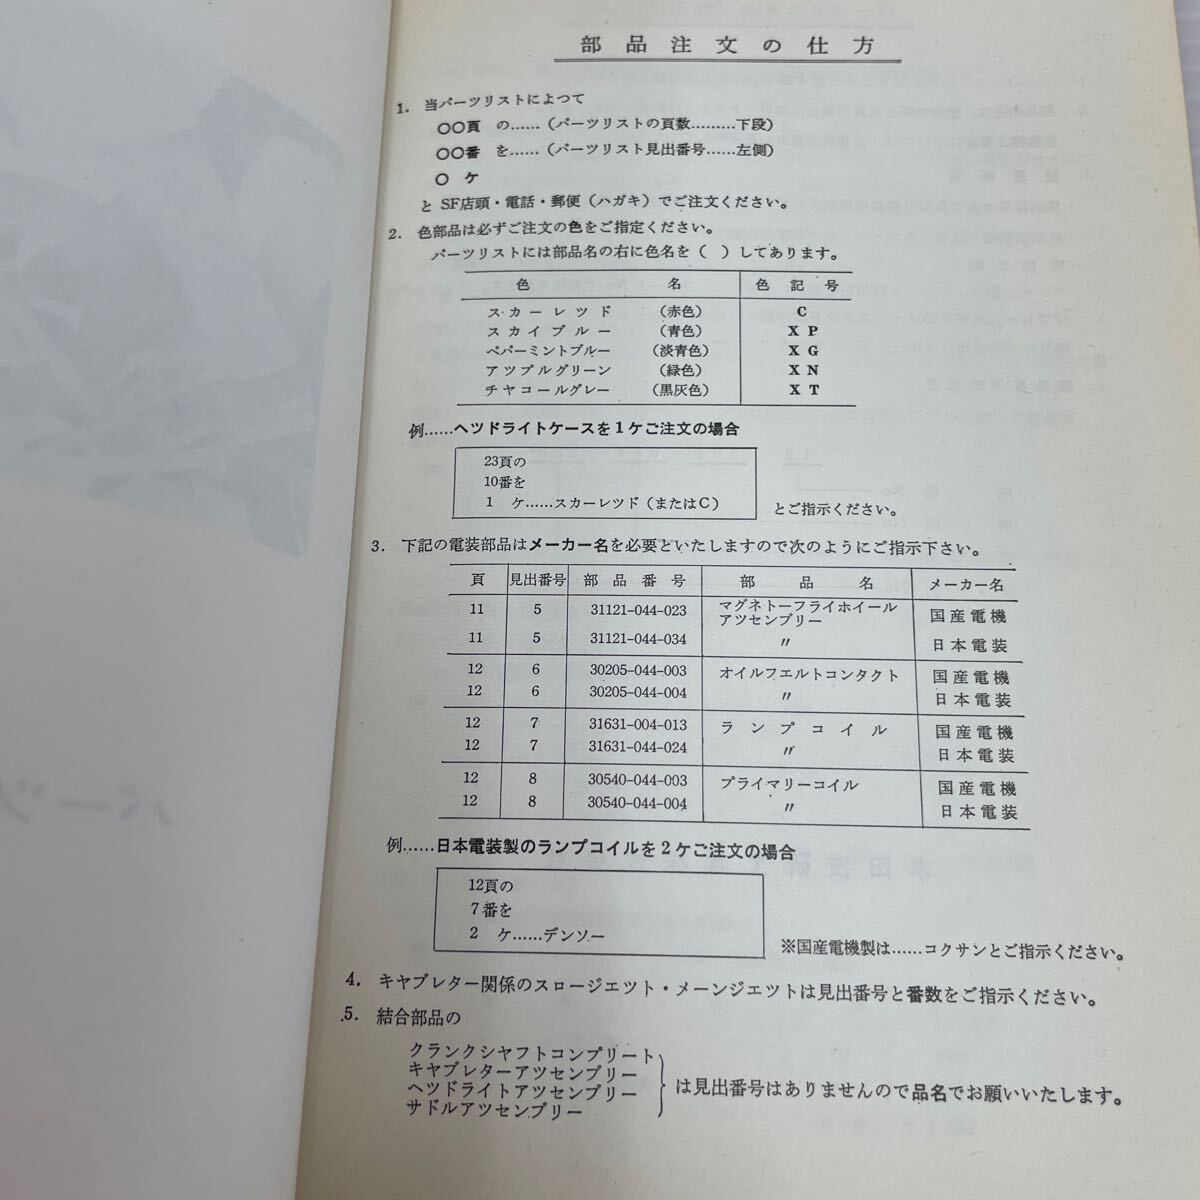 部品注文の仕方
1. 当パーツリストによつて
○○頁 の……（パーツリストの頁数………下段）
○○番 を……（パーツリスト見出番号……左側）
○ ケ
と SF店頭・電話・郵便（ハガキ）でご注文ください。
2. 色部品は必ずご注文の色をご指定ください。
パーツリストには部品名の右に色名を（ ）してあります。
色 名 色記号
スカーレツド （赤色） C
スカイブルー （青色） XP
ペパーミントブルー （淡青色） XG
アツプルグリーン （緑色） XN
チヤコールグレー （黒灰色） XT
例……ヘツドライトケースを1ケご注文の場合
23頁の
10番を
1 ケ……スカーレツド（またはC）
とご指示ください。
3. 下記の電装部品はメーカー名を必要といたしますので次のようにご指示下さい。
頁 見出番号 部品番号 部品名 メーカー名
11 5 31121-044-023 マグネトーフライホイール
アツセンブリー 国産電機
11 5 31121-044-034 〃 日本電装
12 6 30205-044-003 オイルフエルトコンタクト 国産電機
12 6 30205-044-004 〃 日本電装
12 7 31631-004-013 ランプコイル 国産電機
12 7 31631-044-024 〃 日本電装
12 8 30540-044-003 プライマリーコイル 国産電機
12 8 30540-044-004 〃 日本電装
例……日本電装製のランプコイルを2ケご注文の場合
12頁の
7番を
2 ケ……デンソー
※国産電機製は……コクサンとご指示ください。
4. キヤブレター関係のスロージエツト・メーンジエツトは見出番号と番数をご指示ください。
5. 結合部品の
クランクシヤフトコンプリート
キヤブレターアツセンブリー
ヘツドライトアツセンブリー
サドルアツセンブリー
は見出番号はありませんので品名でお願いいたします。